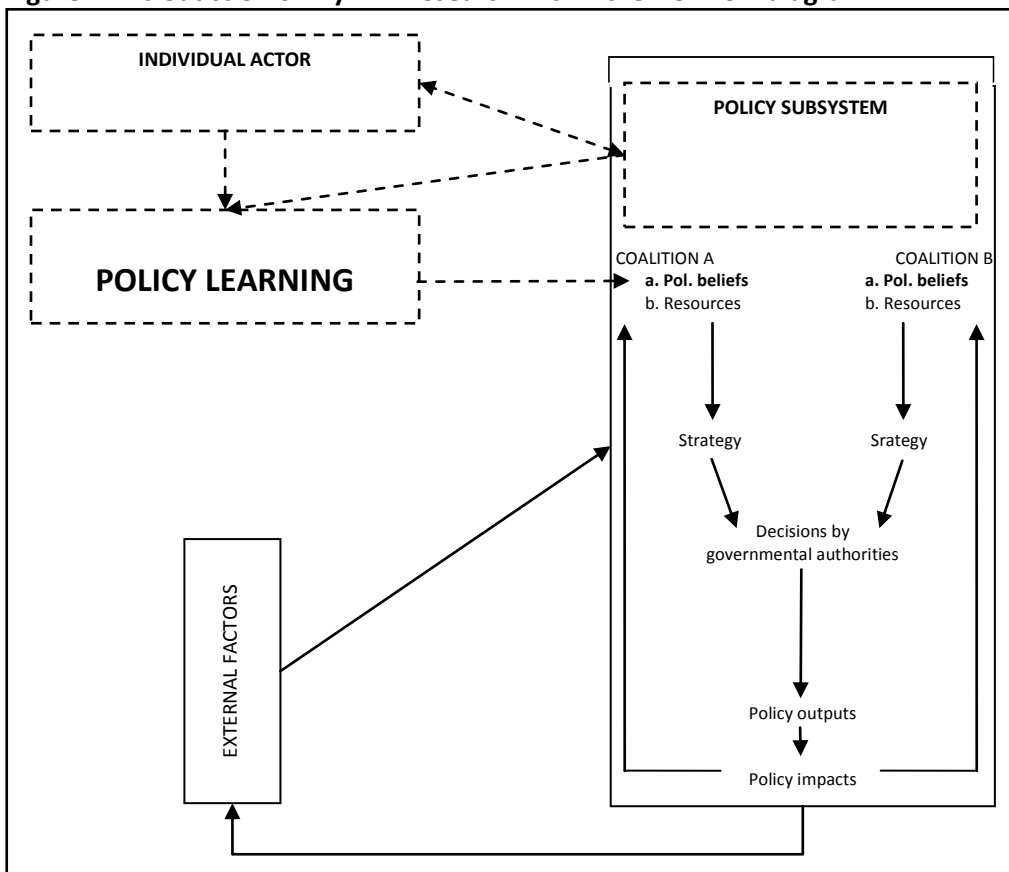 INDIVIDUAL ACTOR
POLICY SUBSYSTEM
POLICY LEARNING
COALITION A
a. Pol. beliefs
b. Resources
COALITION B
a. Pol. beliefs
b. Resources
Strategy
Srategy
Decisions by
governmental authorities
EXTERNAL FACTORS
Policy outputs
Policy impacts